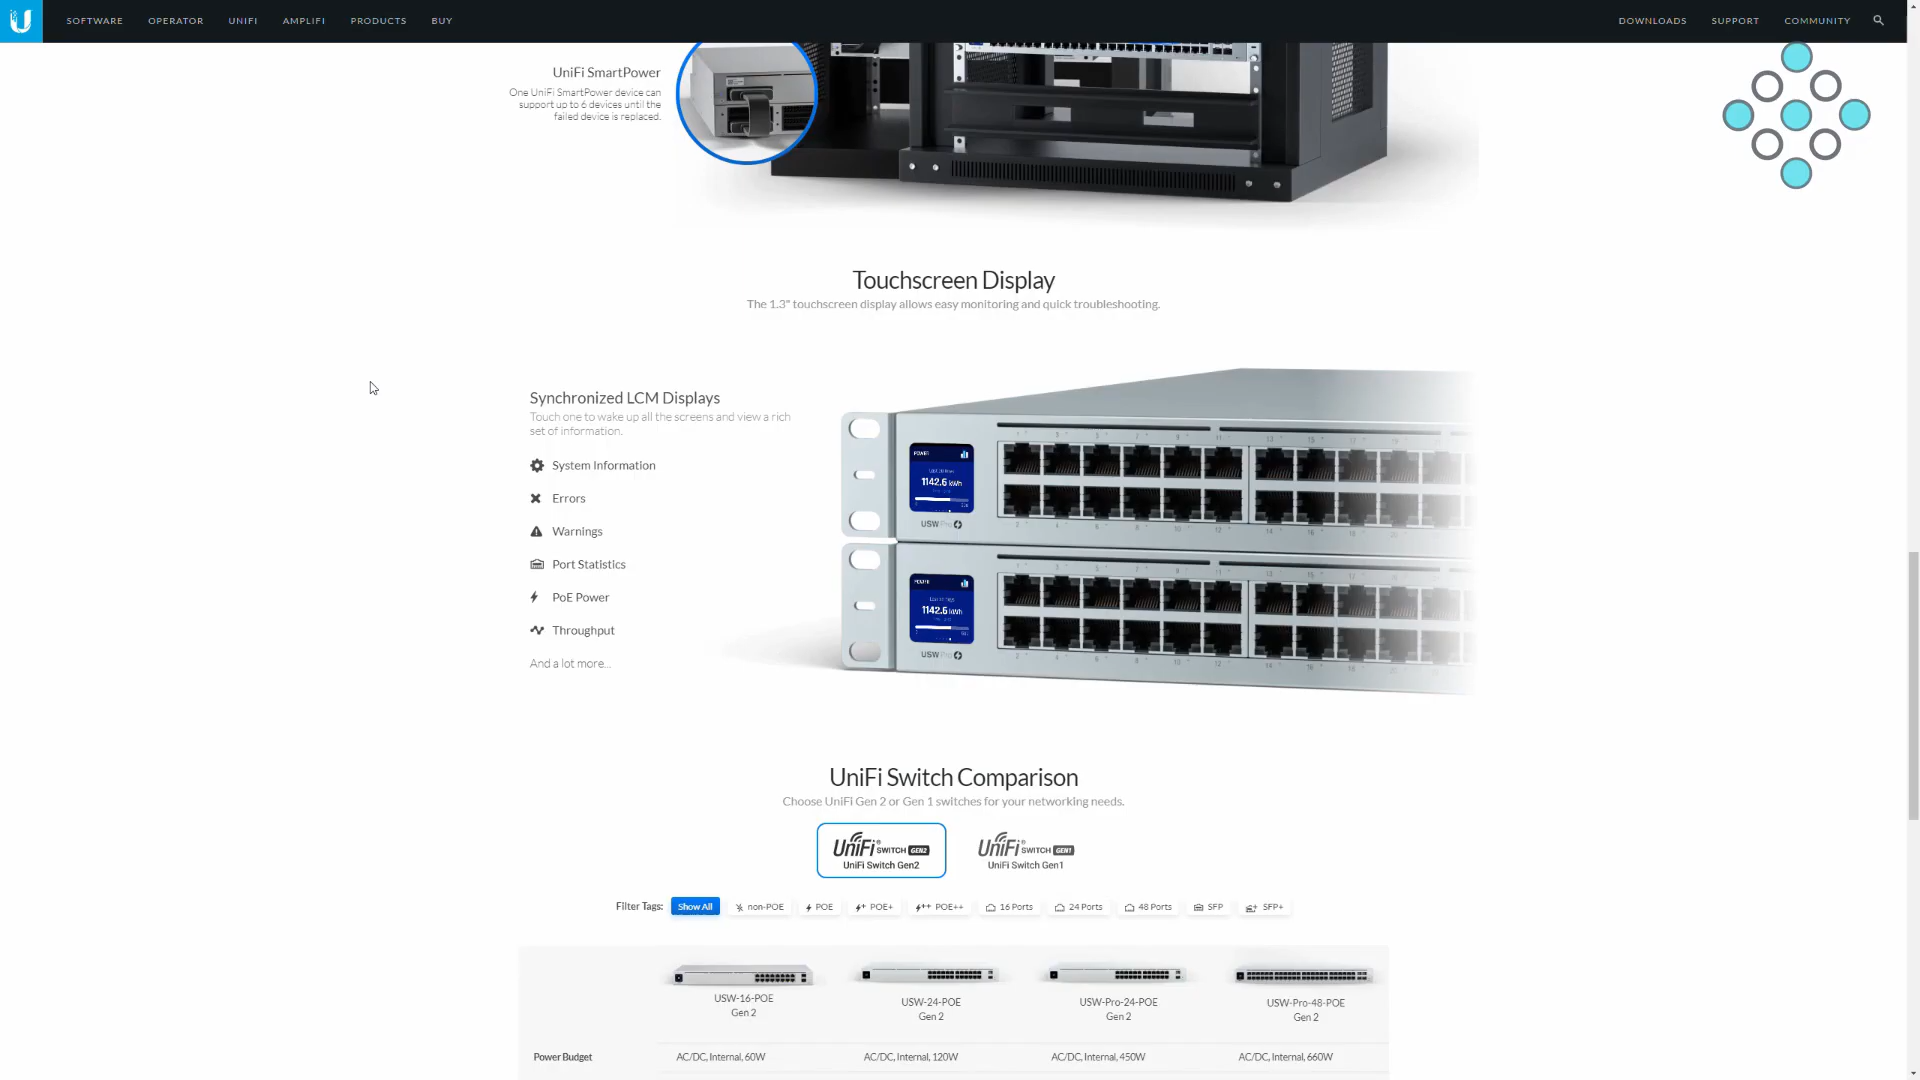 SOFTWARE OPERATOR UNIFI AMPLIFI PRODUCTS BUY DOWNLOADS SUPPORT COMMUNITY
UniFi SmartPower
One UniFi SmartPower device can
support up to 6 devices until the
failed device is replaced.
Touchscreen Display
The 1.3" touchscreen display allows easy monitoring and quick troubleshooting.
Synchronized LCM Displays
Touch one to wake up all the screens and view a rich
set of information.
System Information
Errors
Warnings
Port Statistics
PoE Power
Throughput
And a lot more...
POWER
1142.6 kWh
USW Pro
POWER
1142.6 kWh
USW Pro
UniFi Switch Comparison
Choose UniFi Gen 2 or Gen 1 switches for your networking needs.
UniFi SWITCH GEN2
UniFi Switch Gen2
UniFi SWITCH GEN1
UniFi Switch Gen1
Filter Tags: Show All non-POE POE POE+ POE++ 16 Ports 24 Ports 48 Ports SFP SFP+
USW-16-POE
Gen 2
USW-24-POE
Gen 2
USW-Pro-24-POE
Gen 2
USW-Pro-48-POE
Gen 2
Power Budget AC/DC, Internal, 60W AC/DC, Internal, 120W AC/DC, Internal, 450W AC/DC, Internal, 660W